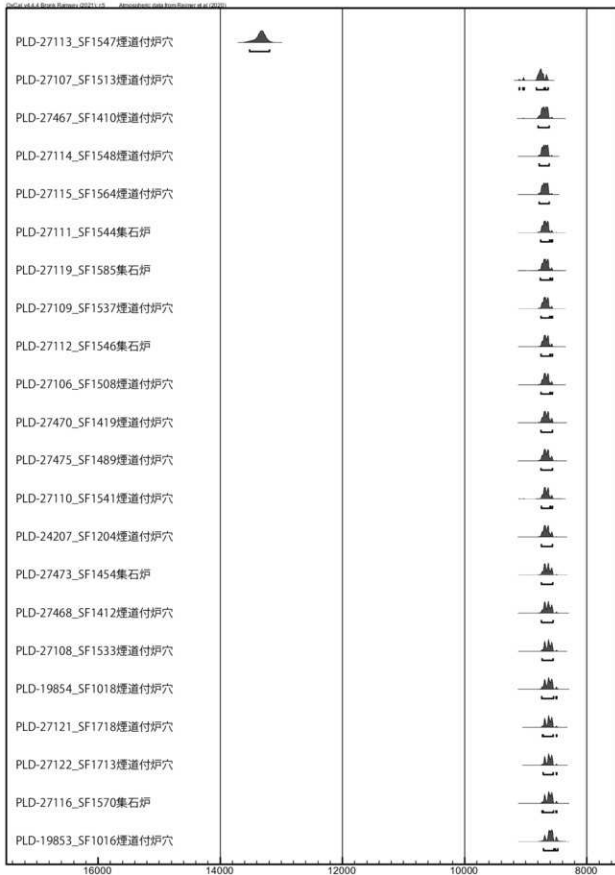 OxCal v4.4.4 Bronk Ramsey (2021); r:5 Atmospheric data from Reimer et al (2020)
PLD-27113_SF1547煙道付炉穴
PLD-27107_SF1513煙道付炉穴
PLD-27467_SF1410煙道付炉穴
PLD-27114_SF1548煙道付炉穴
PLD-27115_SF1564煙道付炉穴
PLD-27111_SF1544集石炉
PLD-27119_SF1585集石炉
PLD-27109_SF1537煙道付炉穴
PLD-27112_SF1546集石炉
PLD-27106_SF1508煙道付炉穴
PLD-27470_SF1419煙道付炉穴
PLD-27475_SF1489煙道付炉穴
PLD-27110_SF1541煙道付炉穴
PLD-24207_SF1204煙道付炉穴
PLD-27473_SF1454集石炉
PLD-27468_SF1412煙道付炉穴
PLD-27108_SF1533煙道付炉穴
PLD-19854_SF1018煙道付炉穴
PLD-27121_SF1718煙道付炉穴
PLD-27122_SF1713煙道付炉穴
PLD-27116_SF1570集石炉
PLD-19853_SF1016煙道付炉穴
16000 14000 12000 10000 8000